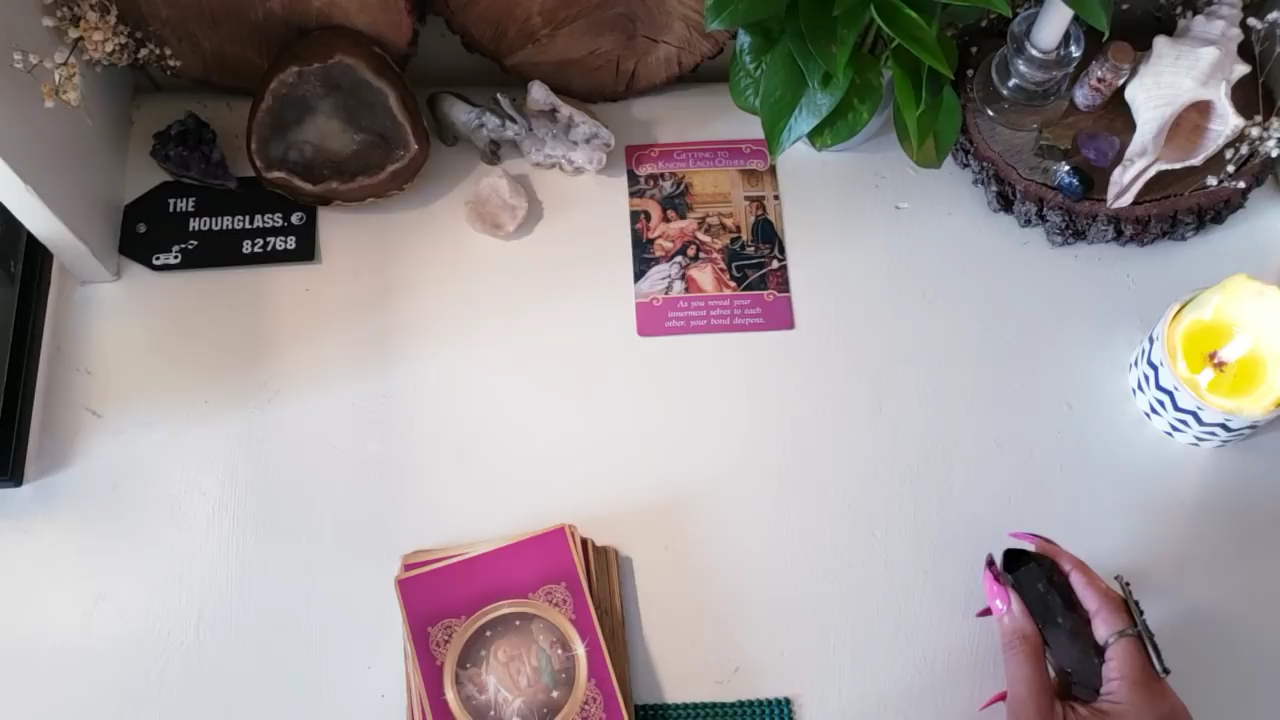 THE
HOURGLASS.
82768
GETTING TO
KNOW EACH OTHER
As you reveal your
innermost selves to each
other, your bond deepens.